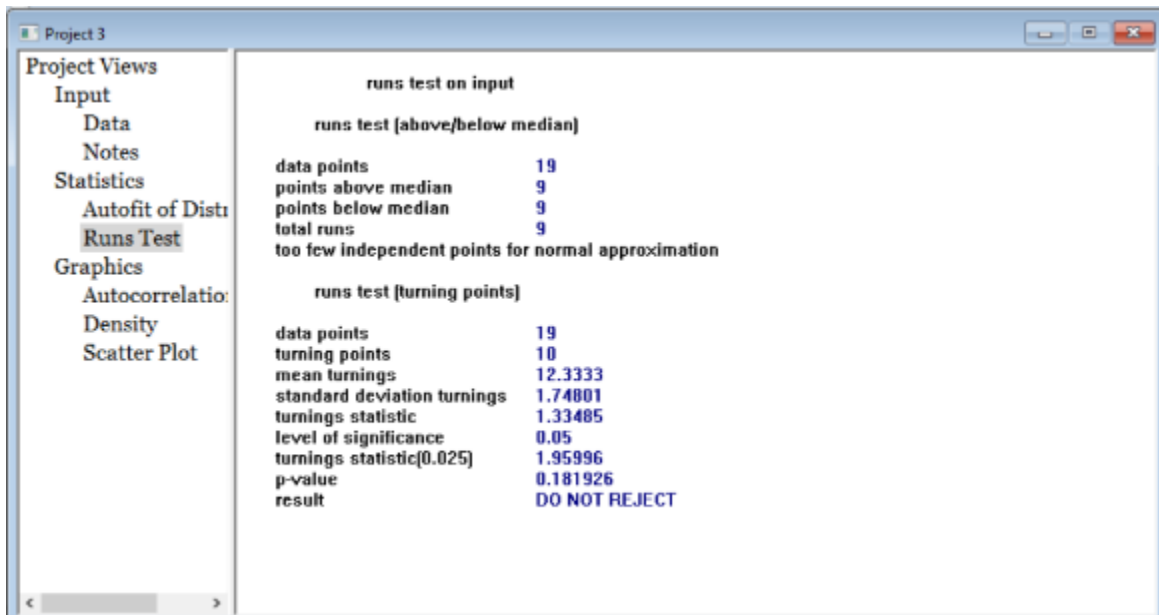 Project 3
Project Views
Input
Data
Notes
Statistics
Autofit of Distr
Runs Test
Graphics
Autocorrelatio
Density
Scatter Plot
runs test on input
runs test (above/below median)
data points 19
points above median 9
points below median 9
total runs 9
too few independent points for normal approximation
runs test (turning points)
data points 19
turning points 10
mean turnings 12.3333
standard deviation turnings 1.74801
turnings statistic 1.33485
level of significance 0.05
turnings statistic(0.025) 1.95996
p-value 0.181926
result DO NOT REJECT